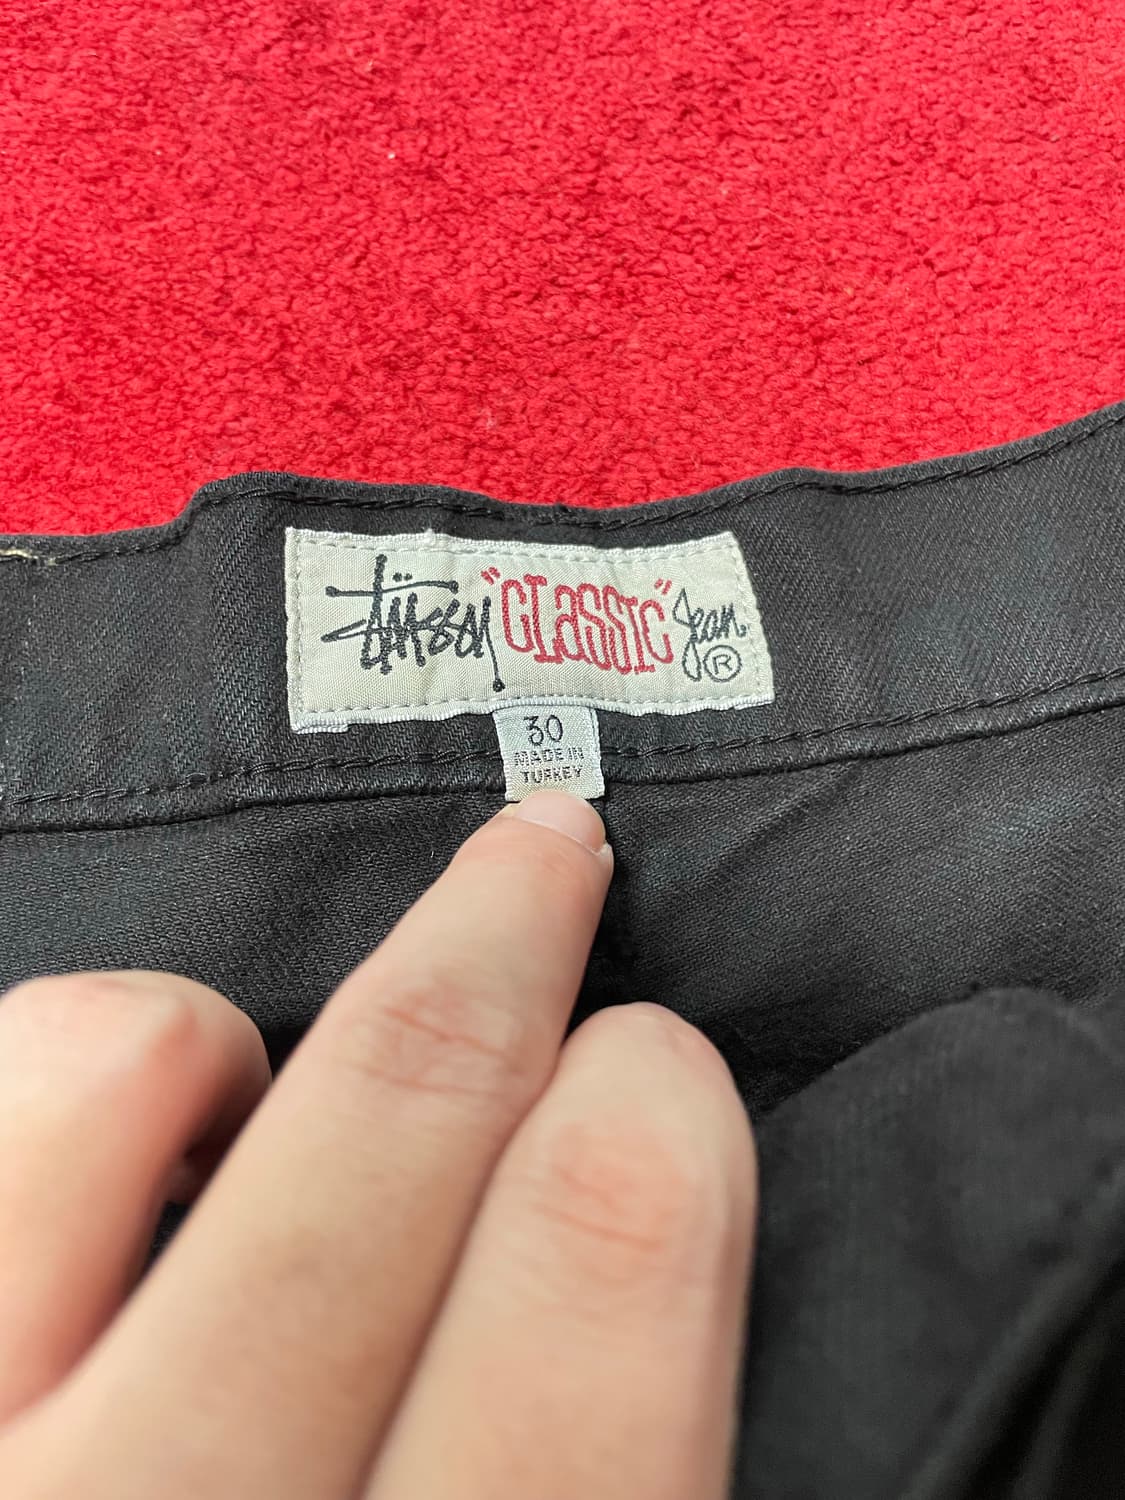 Stüssy "CLaSSIC" Jean ®
30
MADE IN
TURKEY